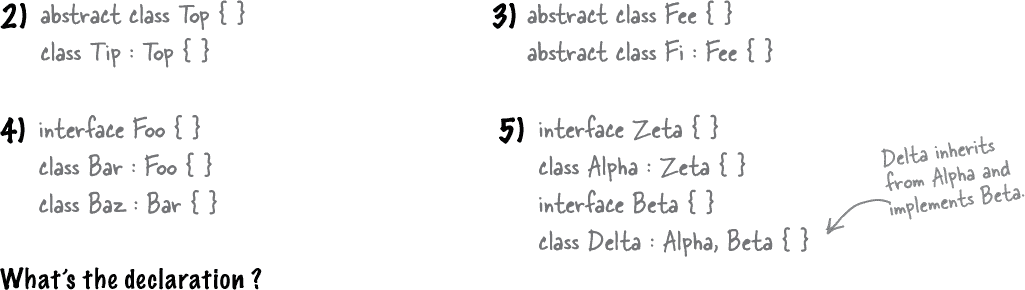 2) abstract class Top { }
class Tip : Top { }
3) abstract class Fee { }
abstract class Fi : Fee { }
4) interface Foo { }
class Bar : Foo { }
class Baz : Bar { }
5) interface Zeta { }
class Alpha : Zeta { }
interface Beta { }
class Delta : Alpha, Beta { }
Delta inherits
from Alpha and
implements Beta.
What's the declaration ?